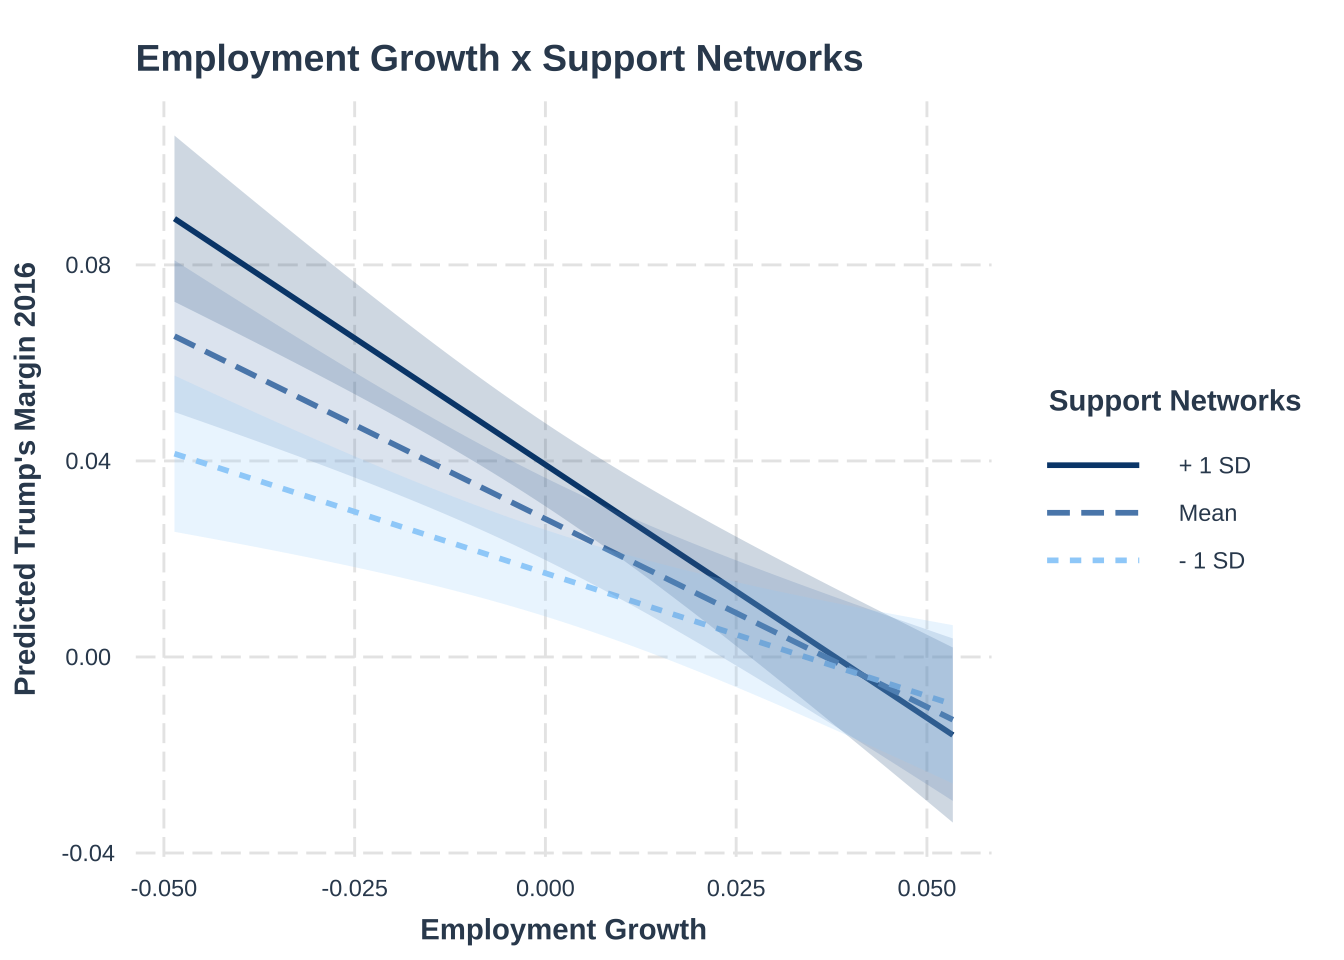 Employment Growth x Support Networks
Predicted Trump's Margin 2016
0.08
0.04
0.00
-0.04
-0.050
-0.025
0.000
0.025
0.050
Employment Growth
Support Networks
+ 1 SD
Mean
- 1 SD